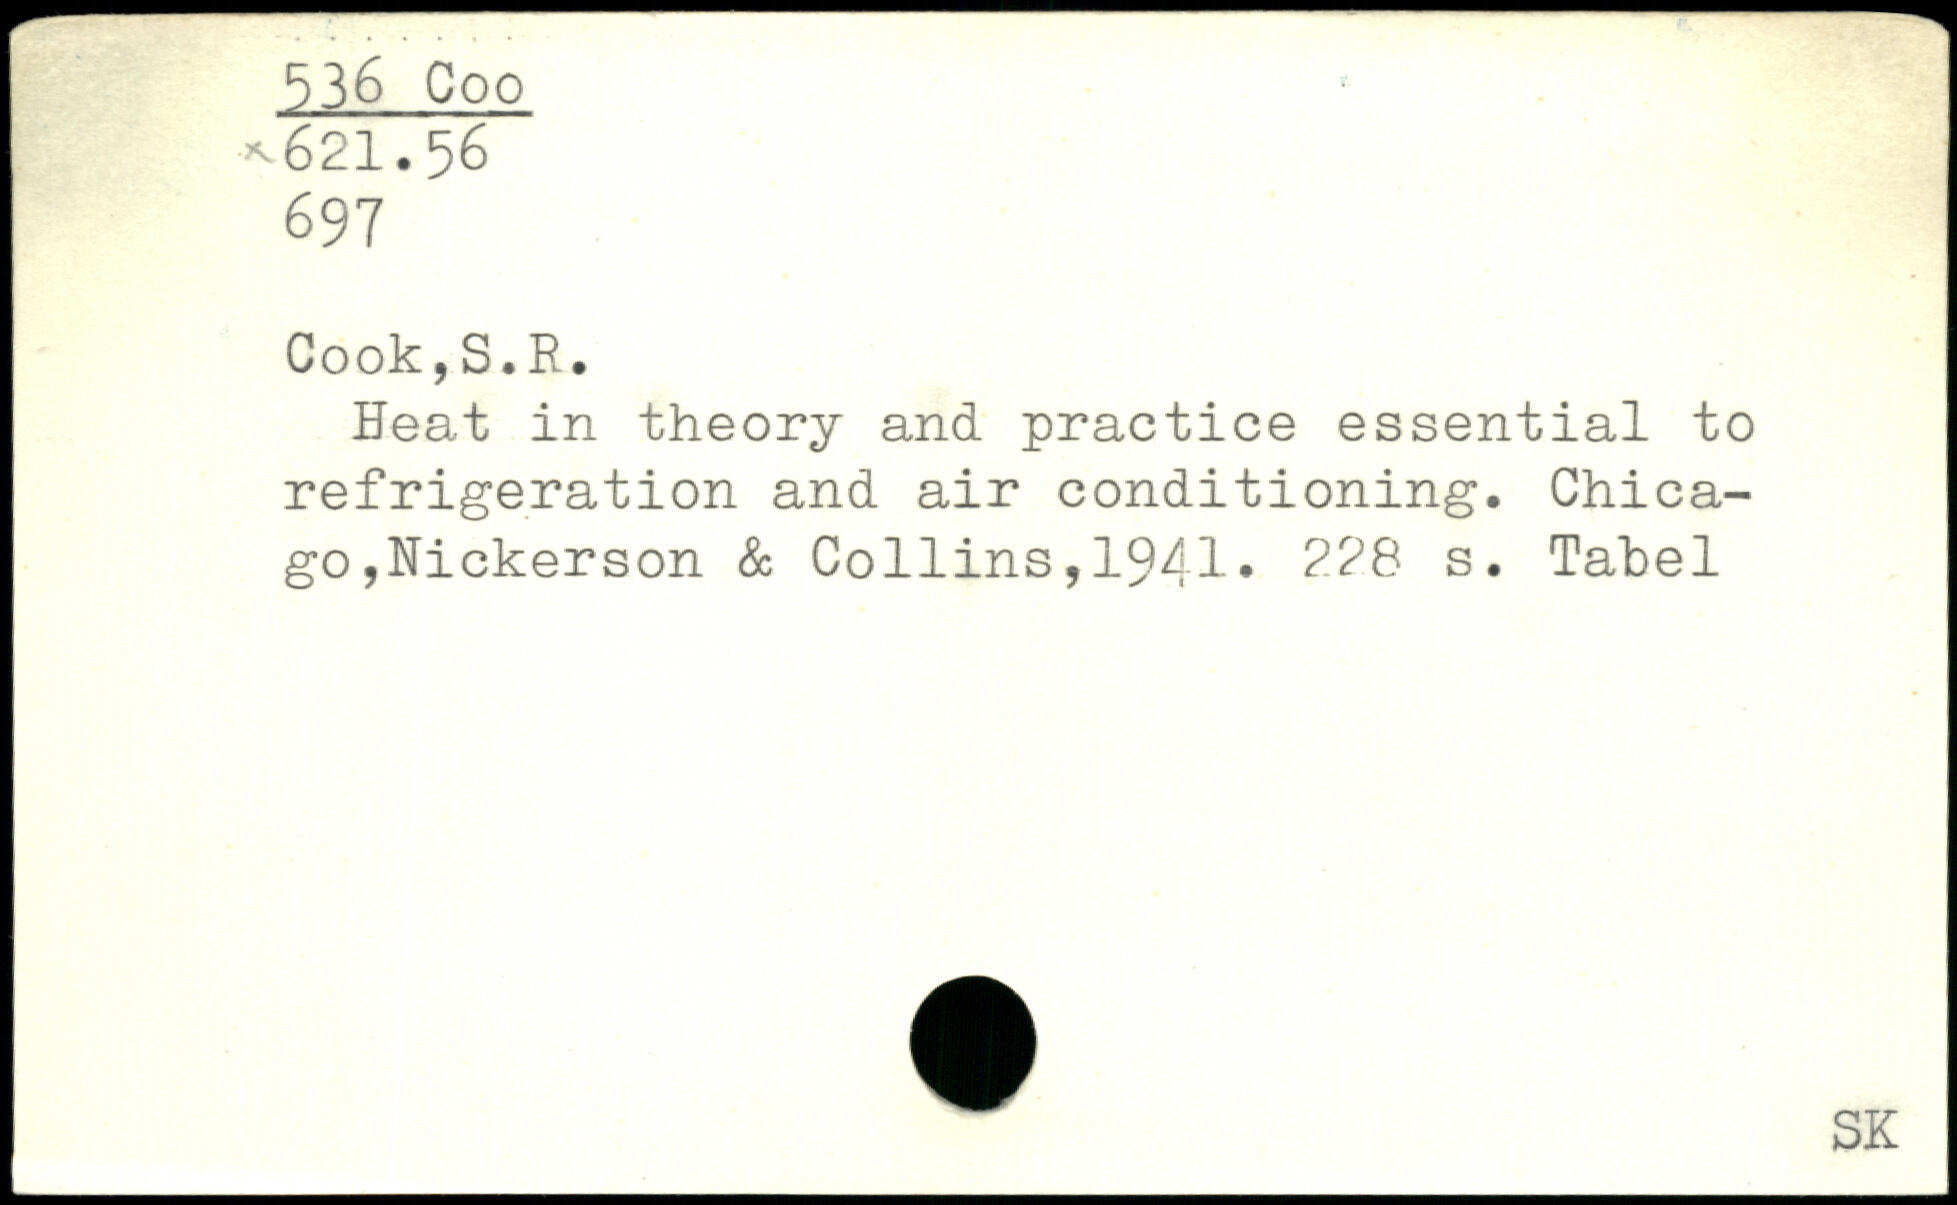 536 Coo
×621.56
697
Cook,S.R.
Heat in theory and practice essential to
refrigeration and air conditioning. Chica-
go,Nickerson & Collins,1941. 228 s. Tabel
SK